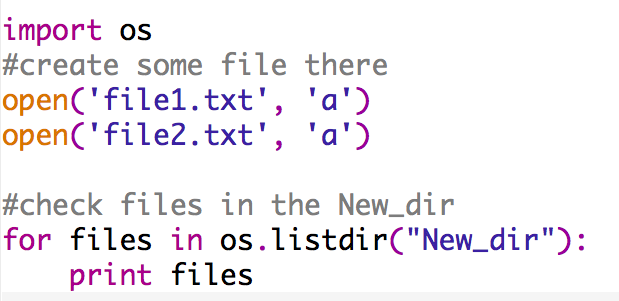 import os
#create some file there
open('file1.txt', 'a')
open('file2.txt', 'a')
#check files in the New_dir
for files in os.listdir("New_dir"):
    print files